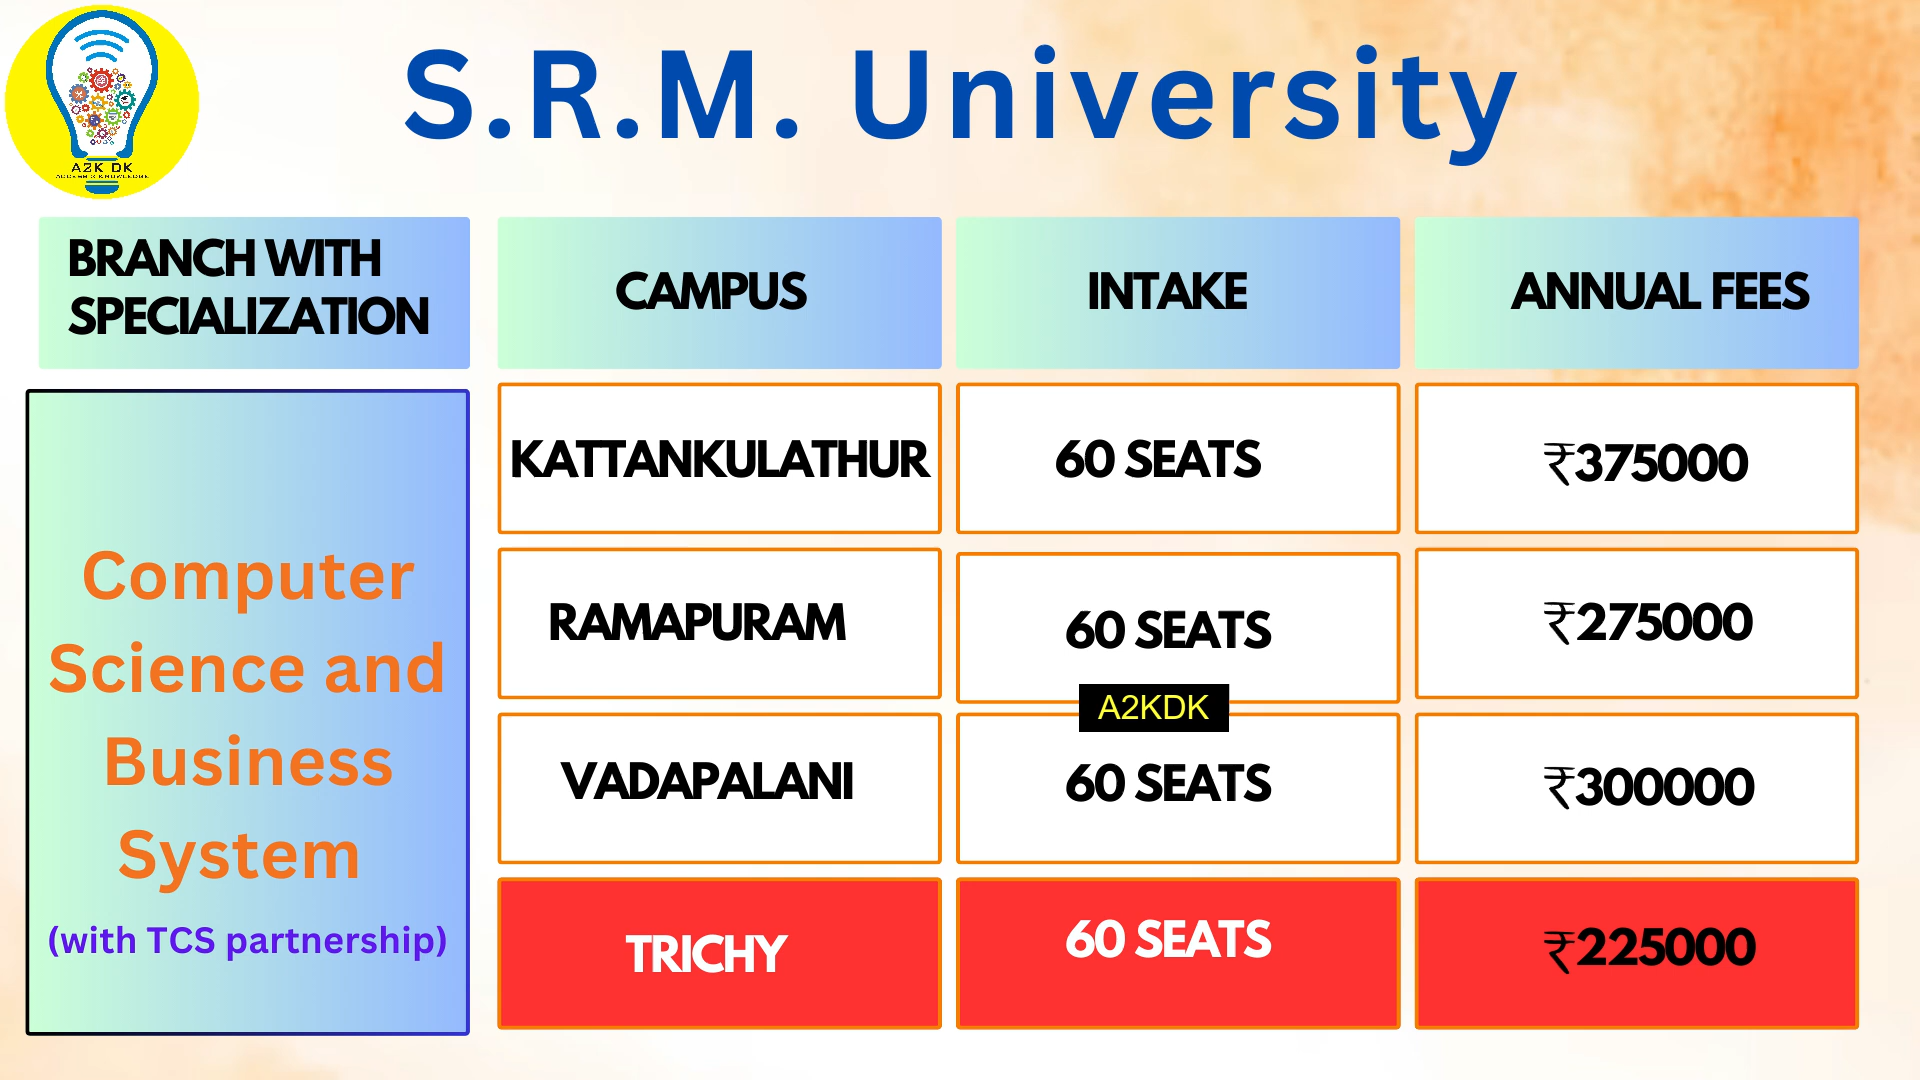 S.R.M. University
A2K DK
BRANCH WITH
SPECIALIZATION
CAMPUS
INTAKE
ANNUAL FEES
Computer
Science and
Business
System
(with TCS partnership)
KATTANKULATHUR
60 SEATS
₹375000
RAMAPURAM
60 SEATS
₹275000
A2KDK
VADAPALANI
60 SEATS
₹300000
TRICHY
60 SEATS
₹225000